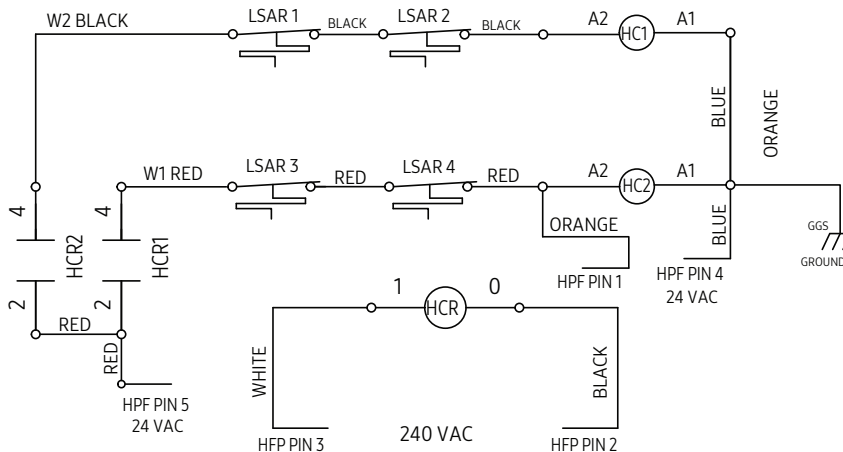 W2 BLACK
LSAR 1
BLACK
LSAR 2
BLACK
A2
HC1
A1
BLUE
ORANGE
W1 RED
LSAR 3
RED
LSAR 4
RED
A2
HC2
A1
4
4
HCR2
HCR1
2
2
RED
RED
HPF PIN 5
24 VAC
ORANGE
HPF PIN 1
BLUE
HPF PIN 4
24 VAC
GGS
GROUND
1
HCR
0
WHITE
BLACK
HFP PIN 3
240 VAC
HFP PIN 2